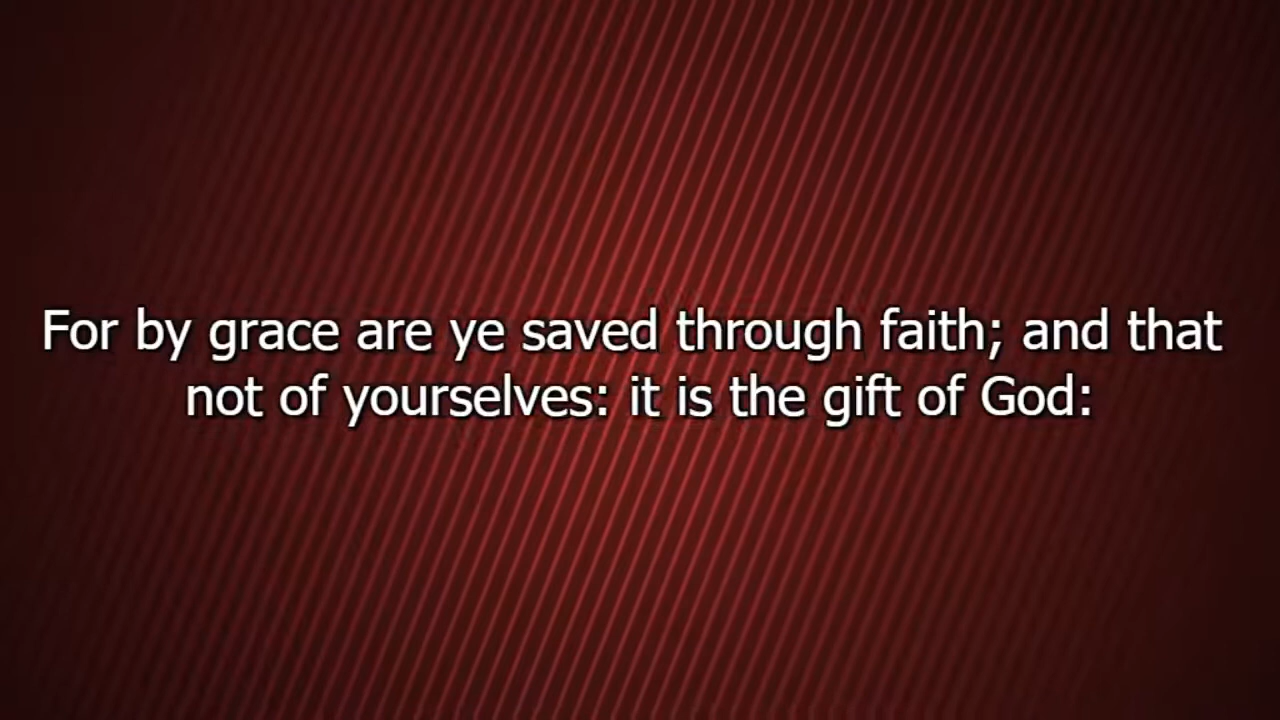 For by grace are ye saved through faith; and that
not of yourselves: it is the gift of God: